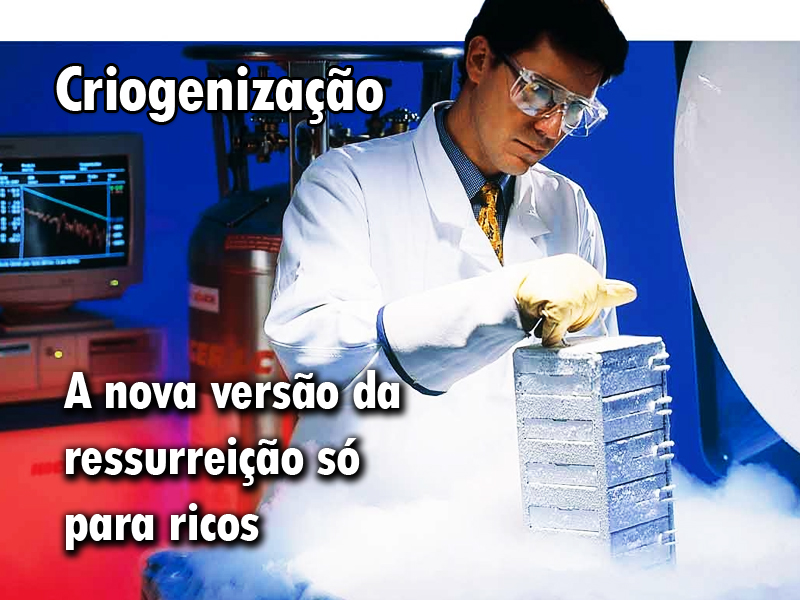 Criogenização
A nova versão da
ressurreição só
para ricos